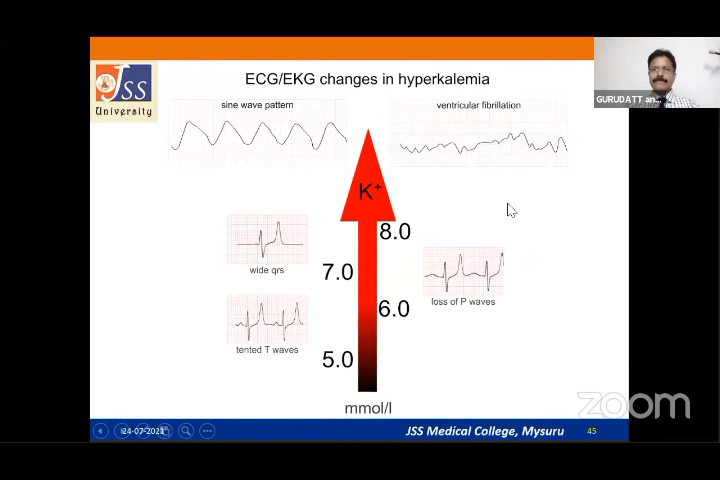 ECG/EKG changes in hyperkalemia
JSS
University
sine wave pattern
ventricular fibrillation
GURUDATT an...
K+
8.0
wide qrs
7.0
loss of P waves
6.0
tented T waves
5.0
mmol/l
zoom
24-07-2021
JSS Medical College, Mysuru
45